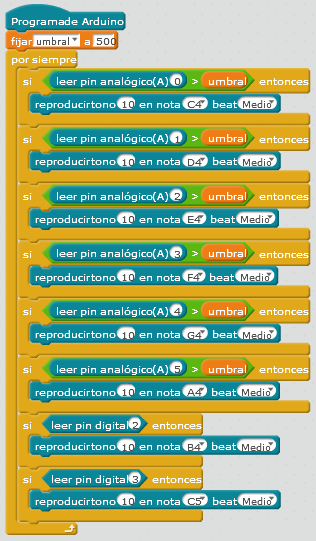 Programade Arduino
fijar umbral a 500
por siempre
si leer pin analógico(A) 0 > umbral entonces
reproducirtono 10 en nota C4 beat Medio
si leer pin analógico(A) 1 > umbral entonces
reproducirtono 10 en nota D4 beat Medio
si leer pin analógico(A) 2 > umbral entonces
reproducirtono 10 en nota E4 beat Medio
si leer pin analógico(A) 3 > umbral entonces
reproducirtono 10 en nota F4 beat Medio
si leer pin analógico(A) 4 > umbral entonces
reproducirtono 10 en nota G4 beat Medio
si leer pin analógico(A) 5 > umbral entonces
reproducirtono 10 en nota A4 beat Medio
si leer pin digital 2 entonces
reproducirtono 10 en nota B4 beat Medio
si leer pin digital 3 entonces
reproducirtono 10 en nota C5 beat Medio